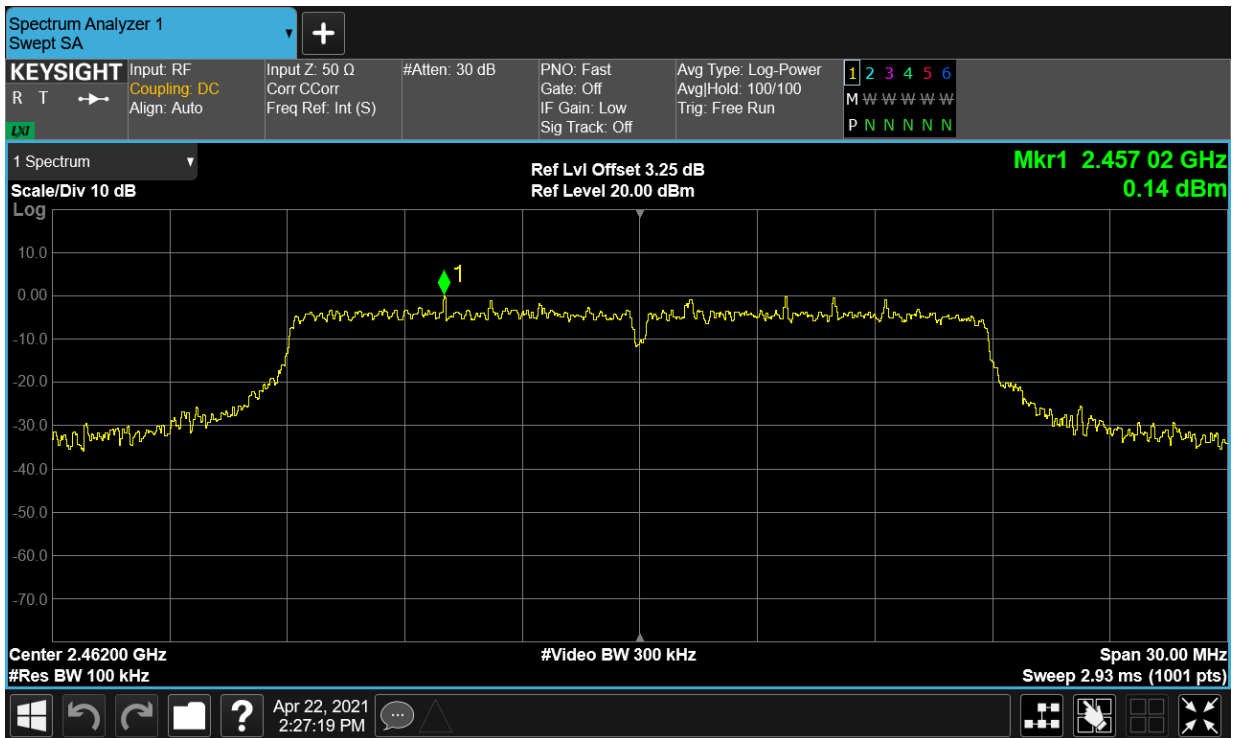 Spectrum Analyzer 1
Swept SA
KEYSIGHT
R T
LXI
Input: RF
Coupling: DC
Align: Auto
Input Z: 50 Ω
Corr CCorr
Freq Ref: Int (S)
#Atten: 30 dB
PNO: Fast
Gate: Off
IF Gain: Low
Sig Track: Off
Avg Type: Log-Power
Avg|Hold: 100/100
Trig: Free Run
1 2 3 4 5 6
M W W W W W
P N N N N N
1 Spectrum
Scale/Div 10 dB
Log
Ref Lvl Offset 3.25 dB
Ref Level 20.00 dBm
Mkr1 2.457 02 GHz
0.14 dBm
10.0
0.00
-10.0
-20.0
-30.0
-40.0
-50.0
-60.0
-70.0
1
Center 2.46200 GHz
#Res BW 100 kHz
#Video BW 300 kHz
Span 30.00 MHz
Sweep 2.93 ms (1001 pts)
?
Apr 22, 2021
2:27:19 PM